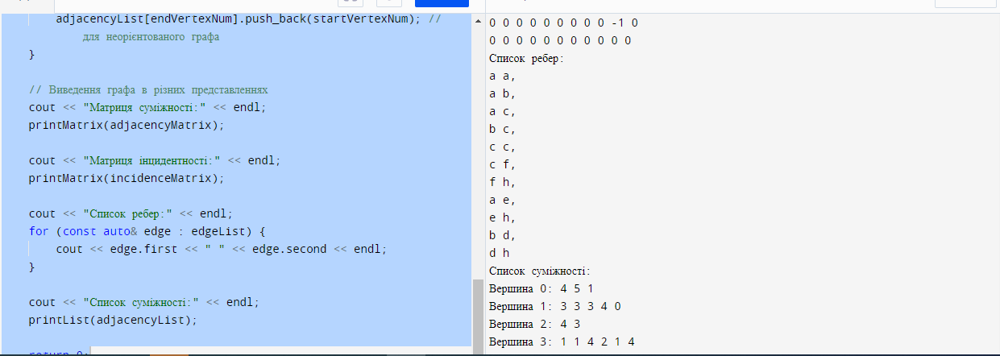 adjacencyList[endVertexNum].push_back(startVertexNum); //
для неорієнтованого графа
}
// Виведення графа в різних представленнях
cout << "Матриця суміжності:" << endl;
printMatrix(adjacencyMatrix);
cout << "Матриця інцидентності:" << endl;
printMatrix(incidenceMatrix);
cout << "Список ребер:" << endl;
for (const auto& edge : edgeList) {
cout << edge.first << " " << edge.second << endl;
}
cout << "Список суміжності:" << endl;
printList(adjacencyList);
return 0;
0 0 0 0 0 0 0 0 0 -1 0
0 0 0 0 0 0 0 0 0 0 0
Список ребер:
a a,
a b,
a c,
b c,
c c,
c f,
f h,
a e,
e h,
b d,
d h
Список суміжності:
Вершина 0: 4 5 1
Вершина 1: 3 3 3 4 0
Вершина 2: 4 3
Вершина 3: 1 1 4 2 1 4